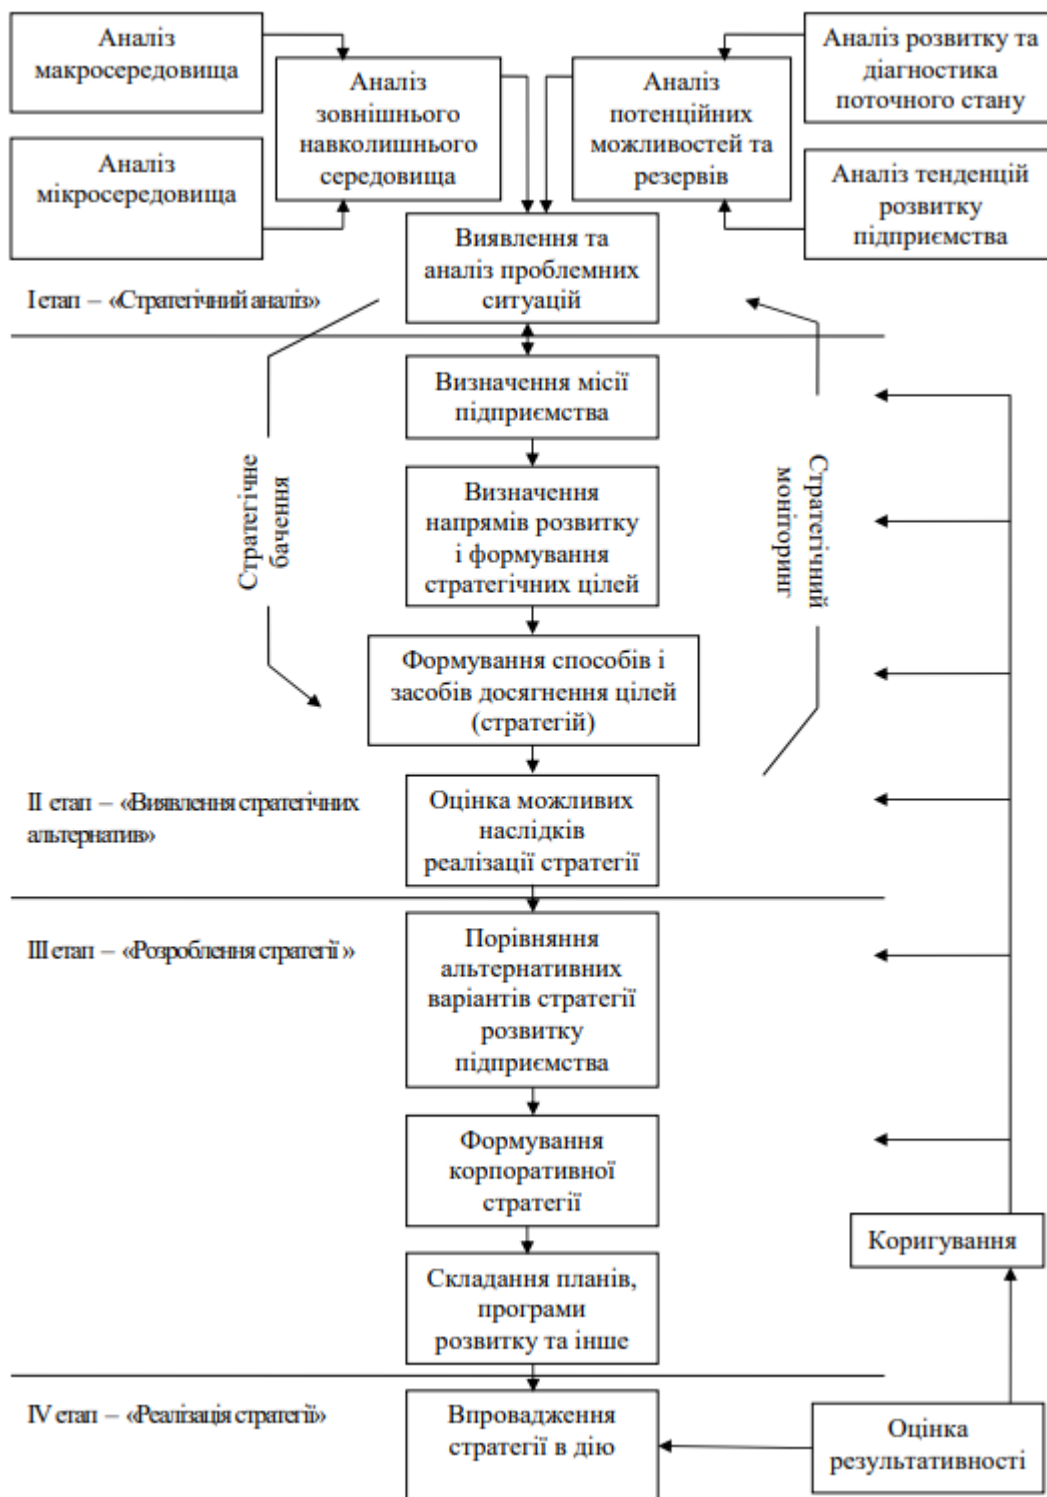 Аналіз
макросередовища
Аналіз
мікросередовища
Аналіз
зовнішнього
навколишнього
середовища
Аналіз
потенційних
можливостей та
резервів
Аналіз розвитку та
діагностика
поточного стану
Аналіз тенденцій
розвитку
підприємства
Виявлення та
аналіз проблемних
ситуацій
І етап – «Стратегічний аналіз»
Визначення місії
підприємства
Стратегічне
бачення
Визначення
напрямів розвитку
і формування
стратегічних цілей
Стратегічний
моніторинг
Формування способів і
засобів досягнення цілей
(стратегій)
ІІ етап – «Виявлення стратегічних
альтернатив»
Оцінка можливих
наслідків
реалізації стратегії
ІІІ етап – «Розроблення стратегії »
Порівняння
альтернативних
варіантів стратегії
розвитку
підприємства
Формування
корпоративної
стратегії
Коригування
Складання планів,
програми
розвитку та інше
IV етап – «Реалізація стратегії»
Впровадження
стратегії в дію
Оцінка
результативності